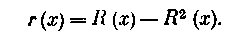 r (x) = R (x) — R² (x).